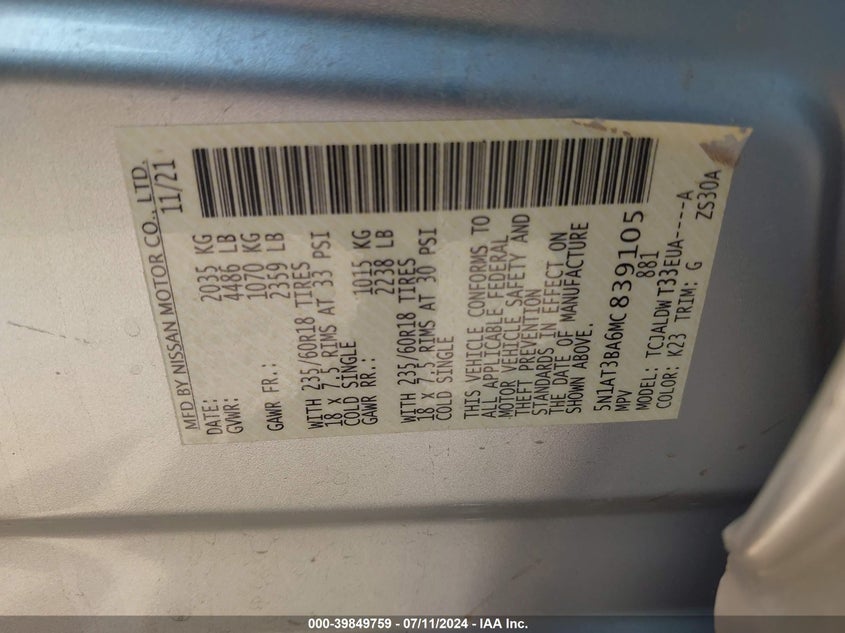 MFD BY NISSAN MOTOR CO., LTD.
DATE: 11/21
GVWR: 2035 KG
4486 LB
GAWR FR.: 1070 KG
2359 LB
WITH 235/60R18 TIRES
18 X 7.5 RIMS AT 33 PSI
COLD SINGLE
GAWR RR.: 1015 KG
2238 LB
WITH 235/60R18 TIRES
18 X 7.5 RIMS AT 30 PSI
COLD SINGLE
THIS VEHICLE CONFORMS TO
ALL APPLICABLE FEDERAL
MOTOR VEHICLE SAFETY AND
THEFT PREVENTION
STANDARDS IN EFFECT ON
THE DATE OF MANUFACTURE
SHOWN ABOVE.
5N1AT3BA6MC839105
MPV 881
MODEL: TCJALDW T33EUA----A
COLOR: K23 TRIM: G ZS30A
000-39849759 - 07/11/2024 - IAA Inc.